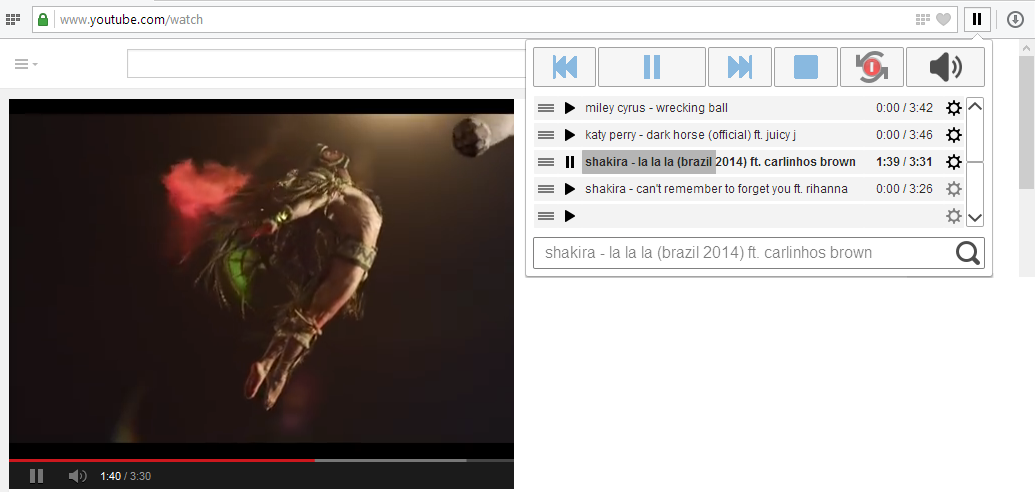 www.youtube.com/watch
miley cyrus - wrecking ball 0:00 / 3:42
katy perry - dark horse (official) ft. juicy j 0:00 / 3:46
shakira - la la la (brazil 2014) ft. carlinhos brown 1:39 / 3:31
shakira - can't remember to forget you ft. rihanna 0:00 / 3:26
shakira - la la la (brazil 2014) ft. carlinhos brown
1:40 / 3:30